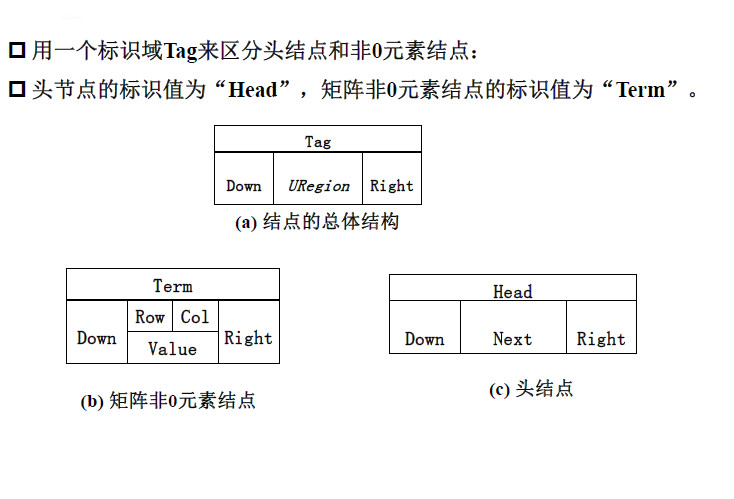 用一个标识域Tag来区分头结点和非0元素结点：
头节点的标识值为“Head”，矩阵非0元素结点的标识值为“Term”。
Tag
Down URegion Right
(a) 结点的总体结构
Term
Row Col
Down Right
Value
(b) 矩阵非0元素结点
Head
Down Next Right
(c) 头结点